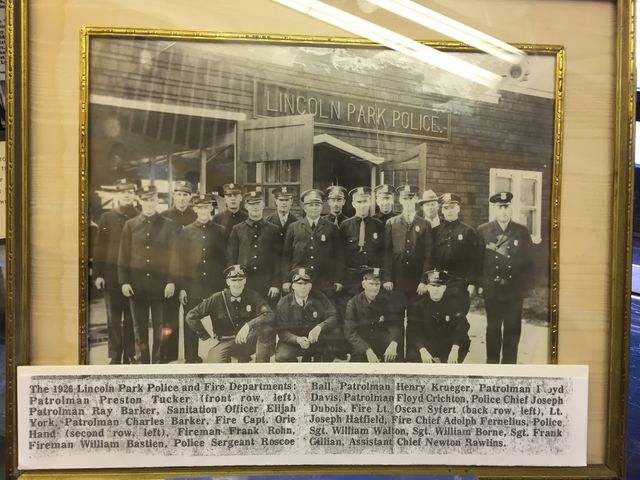 LINCOLN PARK POLICE.
The 1926 Lincoln Park Police and Fire Departments:
Patrolman Preston Tucker (front row, left)
Patrolman Ray Barker, Sanitation Officer Elijah
York, Patrolman Charles Barker, Fire Capt. Orie
Hand (second row, left), Fireman Frank Rohn,
Fireman William Bastien, Police Sergeant Roscoe
Ball, Patrolman Henry Krueger, Patrolman Floyd
Davis, Patrolman Floyd Crichton, Police Chief Joseph
Dubois. Fire Lt. Oscar Syfert (back row, left), Lt.
Joseph Hatfield, Fire Chief Adolph Fernelius, Police
Sgt. William Walton, Sgt. William Borne, Sgt. Frank
Gillian, Assistant Chief Newton Rawlins.